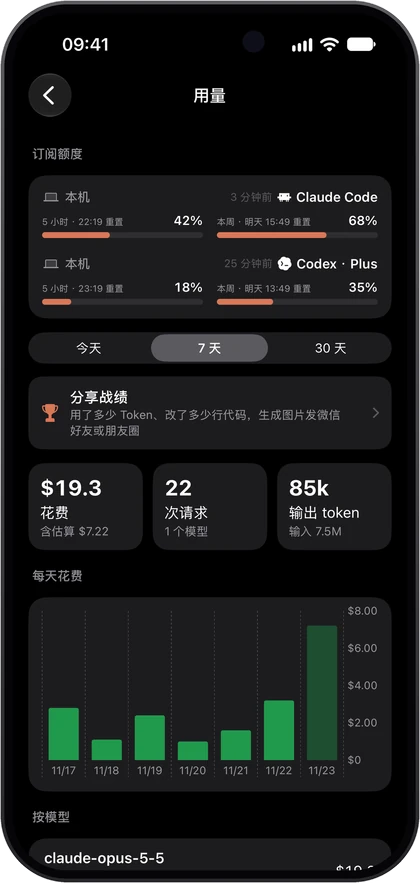 09:41
用量
订阅额度
本机 3 分钟前 Claude Code
5 小时 · 22:19 重置 42% 本周 · 明天 15:49 重置 68%
本机 25 分钟前 Codex · Plus
5 小时 · 23:19 重置 18% 本周 · 明天 13:49 重置 35%
今天 7 天 30 天
分享战绩
用了多少 Token、改了多少行代码，生成图片发微信
好友或朋友圈
$19.3 22 85k
花费 次请求 输出 token
含估算 $7.22 1 个模型 输入 7.5M
每天花费
$8.00
$6.00
$4.00
$2.00
$0
11/17 11/18 11/19 11/20 11/21 11/22 11/23
按模型
claude-opus-5-5